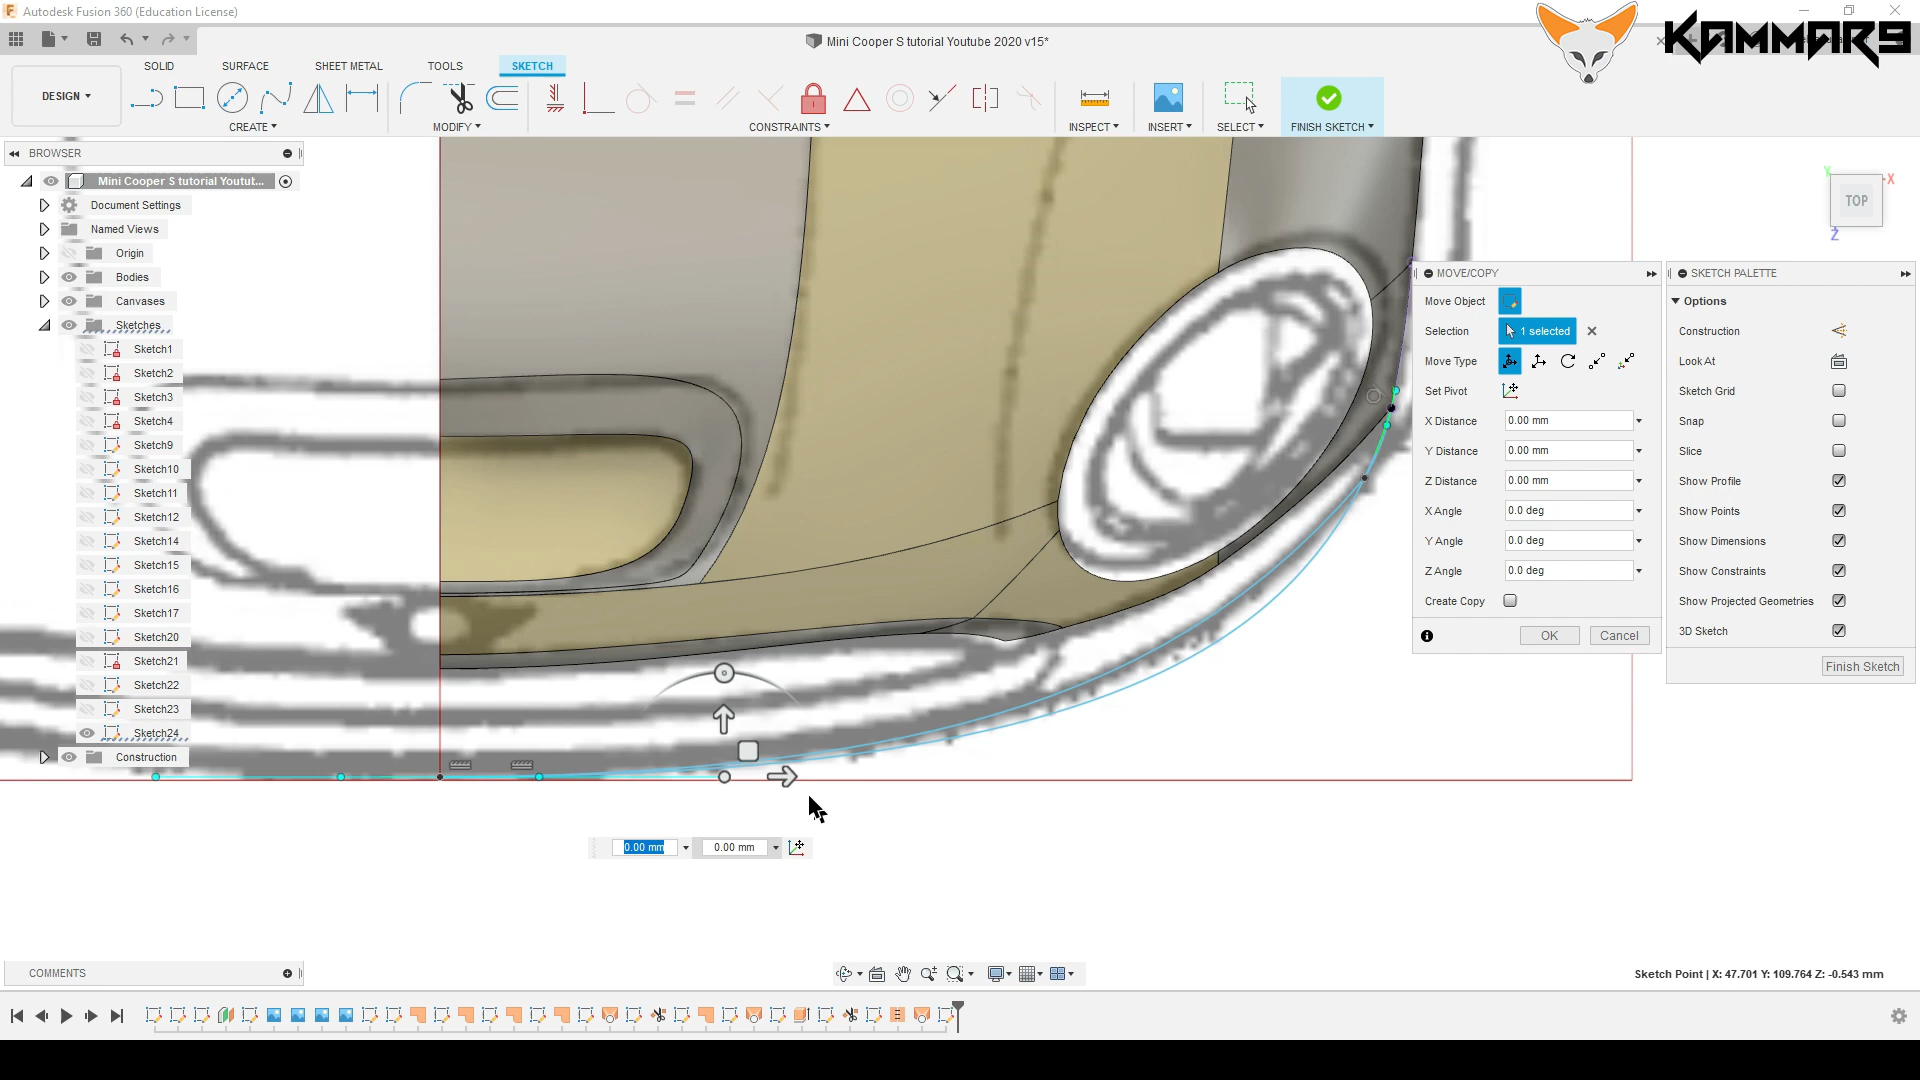 Autodesk Fusion 360 (Education License)
Mini Cooper S tutorial Youtube 2020 v15*
KAMMAR9
SOLID SURFACE SHEET METAL TOOLS SKETCH
DESIGN
CREATE MODIFY CONSTRAINTS INSPECT INSERT SELECT FINISH SKETCH
BROWSER
Mini Cooper S tutorial Youtut...
Document Settings
Named Views
Origin
Bodies
Canvases
Sketches
Sketch1
Sketch2
Sketch3
Sketch4
Sketch9
Sketch10
Sketch11
Sketch12
Sketch14
Sketch15
Sketch16
Sketch17
Sketch20
Sketch21
Sketch22
Sketch23
Sketch24
Construction
Y X
TOP
Z
MOVE/COPY
Move Object
Selection 1 selected
Move Type
Set Pivot
X Distance 0.00 mm
Y Distance 0.00 mm
Z Distance 0.00 mm
X Angle 0.0 deg
Y Angle 0.0 deg
Z Angle 0.0 deg
Create Copy
OK Cancel
SKETCH PALETTE
Options
Construction
Look At
Sketch Grid
Snap
Slice
Show Profile
Show Points
Show Dimensions
Show Constraints
Show Projected Geometries
3D Sketch
Finish Sketch
0.00 mm 0.00 mm
COMMENTS
Sketch Point | X: 47.701 Y: 109.764 Z: -0.543 mm